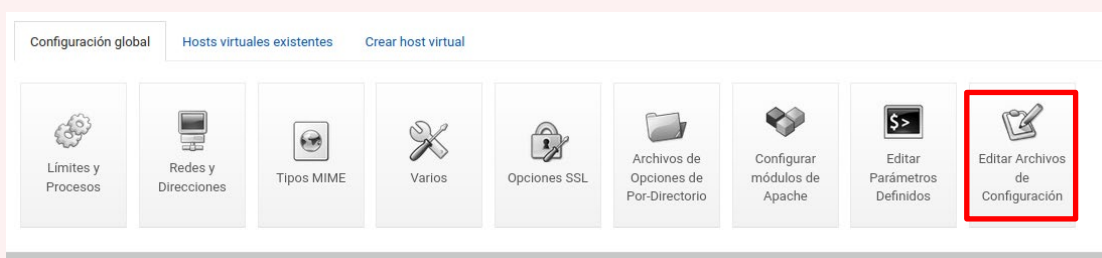 Configuración global Hosts virtuales existentes Crear host virtual
Límites y
Procesos
Redes y
Direcciones
Tipos MIME
Varios
Opciones SSL
Archivos de
Opciones de
Por-Directorio
Configurar
módulos de
Apache
$>
Editar
Parámetros
Definidos
Editar Archivos
de
Configuración